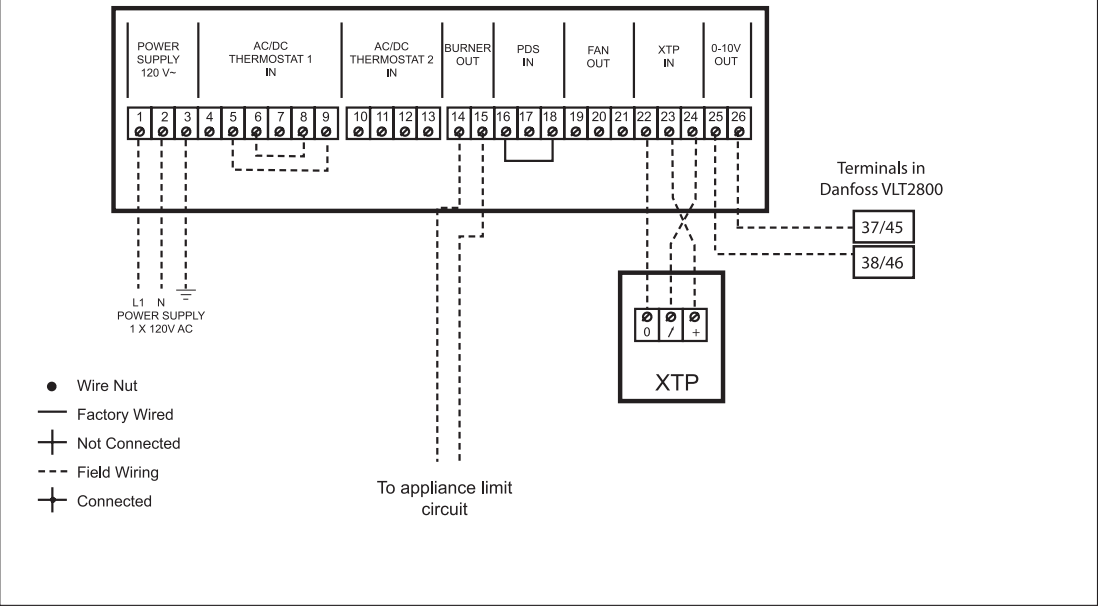 POWER
SUPPLY
120 V~
AC/DC
THERMOSTAT 1
IN
AC/DC
THERMOSTAT 2
IN
BURNER
OUT
PDS
IN
FAN
OUT
XTP
IN
0-10V
OUT
1 2 3 4 5 6 7 8 9 10 11 12 13 14 15 16 17 18 19 20 21 22 23 24 25 26
Terminals in
Danfoss VLT2800
37/45
38/46
L1 N
POWER SUPPLY
1 X 120V AC
0 / +
XTP
Wire Nut
Factory Wired
Not Connected
Field Wiring
Connected
To appliance limit
circuit